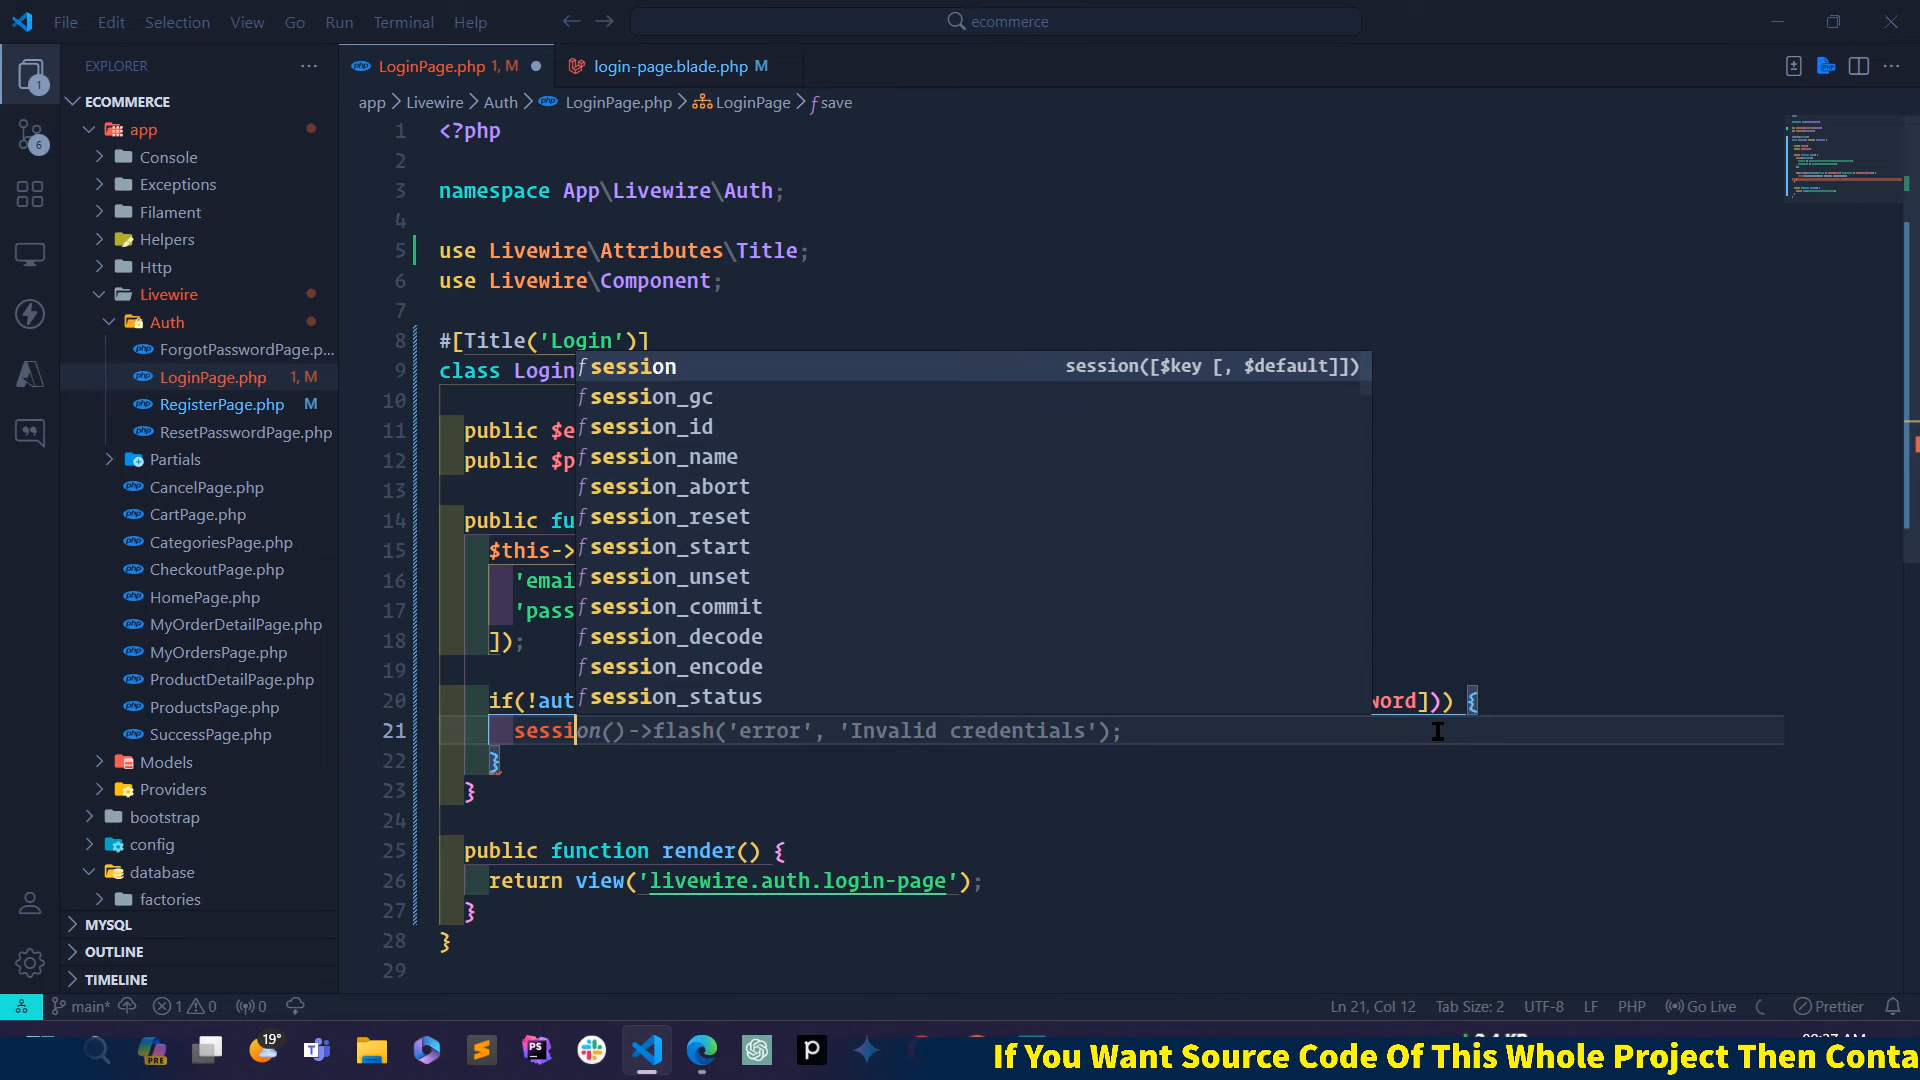 File Edit Selection View Go Run Terminal Help
ecommerce
EXPLORER
LoginPage.php 1, M
login-page.blade.php M
app > Livewire > Auth > LoginPage.php > LoginPage > save
ECOMMERCE
app
Console
Exceptions
Filament
Helpers
Http
Livewire
Auth
ForgotPasswordPage.p...
LoginPage.php 1, M
RegisterPage.php M
ResetPasswordPage.php
Partials
CancelPage.php
CartPage.php
CategoriesPage.php
CheckoutPage.php
HomePage.php
MyOrderDetailPage.php
MyOrdersPage.php
ProductDetailPage.php
ProductsPage.php
SuccessPage.php
Models
Providers
bootstrap
config
database
factories
MYSQL
OUTLINE
TIMELINE
1
6
1 <?php
2
3 namespace App\Livewire\Auth;
4
5 use Livewire\Attributes\Title;
6 use Livewire\Component;
7
8 #[Title('Login')]
9 class Login
10
11 public $e
12 public $p
13
14 public fu
15 $this->
16 'emai
17 'pass
18 ]);
19
20 if(!aut word])) {
21 session()->flash('error', 'Invalid credentials');
22 }
23 }
24
25 public function render() {
26 return view('livewire.auth.login-page');
27 }
28 }
29
session session([$key [, $default]])
session_gc
session_id
session_name
session_abort
session_reset
session_start
session_unset
session_commit
session_decode
session_encode
session_status
main* 1 0 0
Ln 21, Col 12 Tab Size: 2 UTF-8 LF PHP Go Live Prettier
PRE
19°
PS
If You Want Source Code Of This Whole Project Then Conta